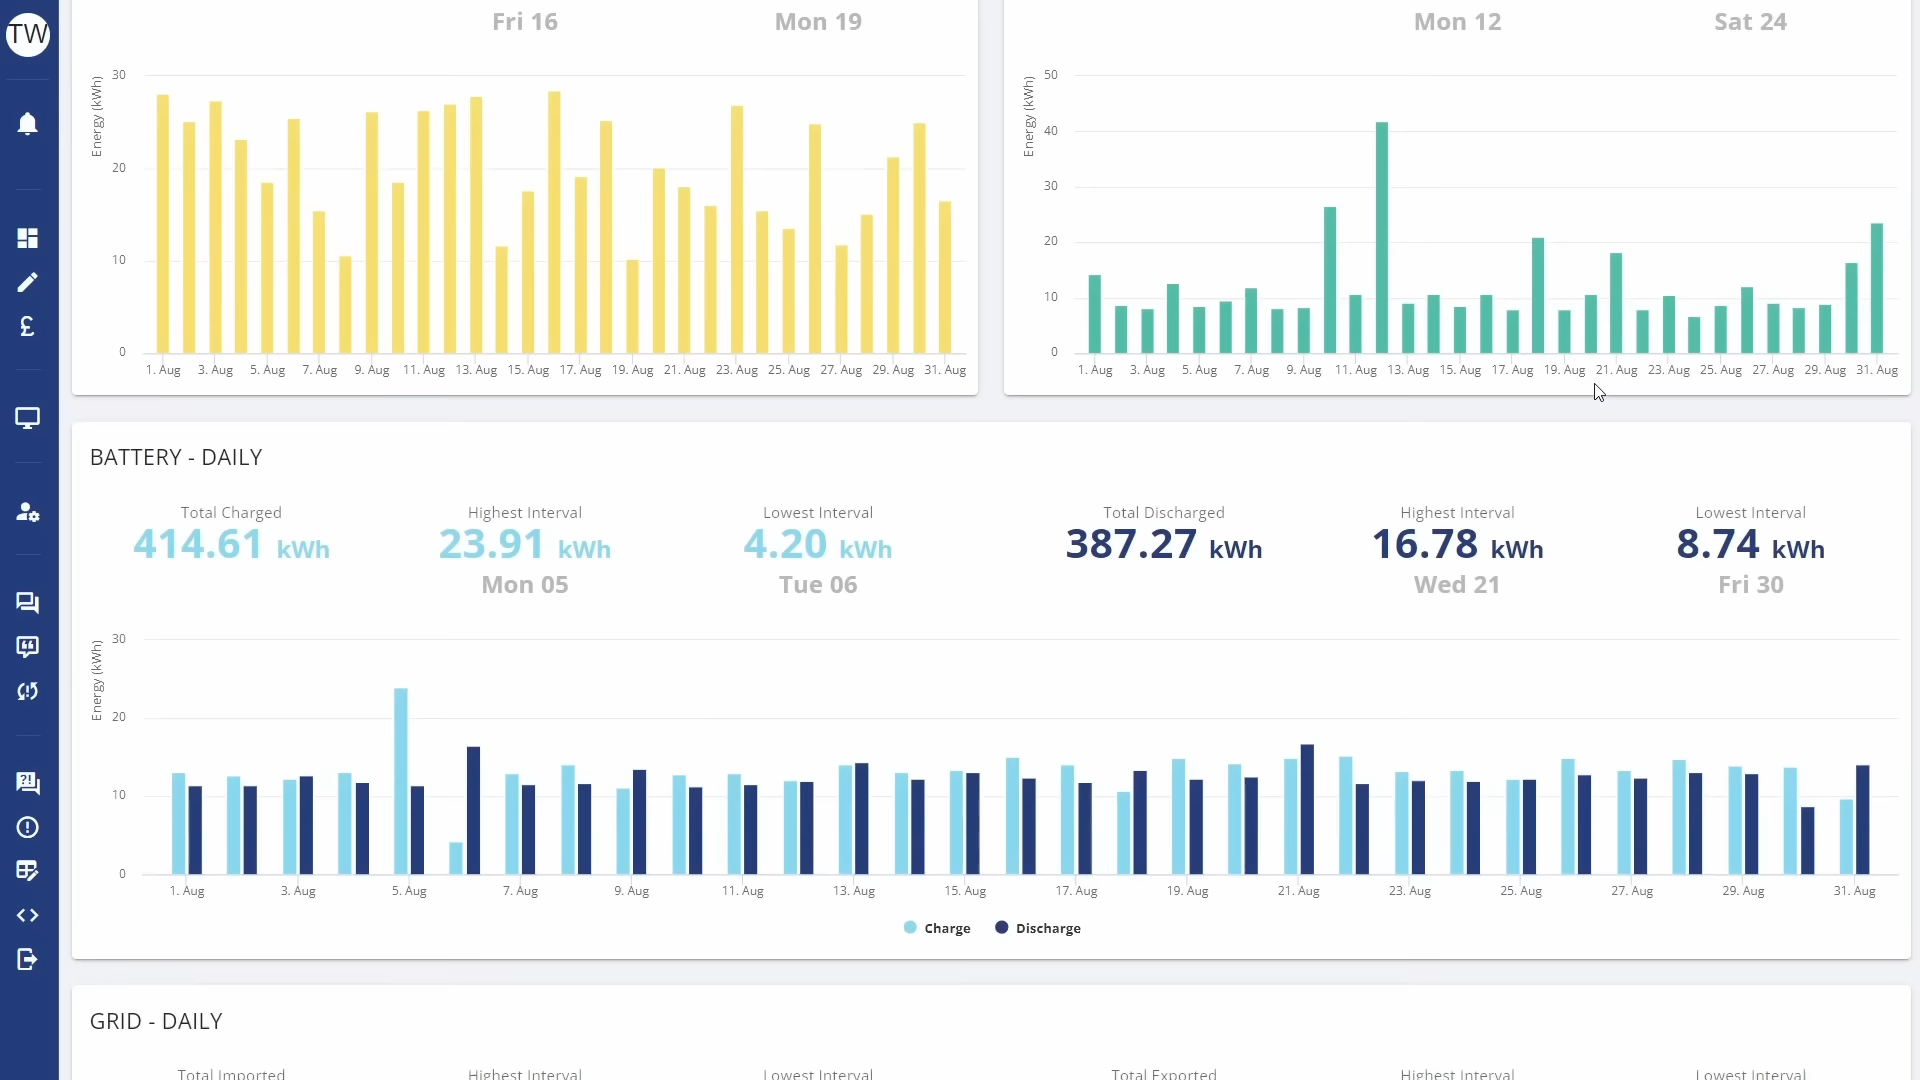 TW
Fri 16
Mon 19
Energy (kWh)
30
20
10
0
1. Aug 3. Aug 5. Aug 7. Aug 9. Aug 11. Aug 13. Aug 15. Aug 17. Aug 19. Aug 21. Aug 23. Aug 25. Aug 27. Aug 29. Aug 31. Aug
Mon 12
Sat 24
Energy (kWh)
50
40
30
20
10
0
1. Aug 3. Aug 5. Aug 7. Aug 9. Aug 11. Aug 13. Aug 15. Aug 17. Aug 19. Aug 21. Aug 23. Aug 25. Aug 27. Aug 29. Aug 31. Aug
BATTERY - DAILY
Total Charged
414.61 kWh
Highest Interval
23.91 kWh
Mon 05
Lowest Interval
4.20 kWh
Tue 06
Total Discharged
387.27 kWh
Highest Interval
16.78 kWh
Wed 21
Lowest Interval
8.74 kWh
Fri 30
Energy (kWh)
30
20
10
0
1. Aug 3. Aug 5. Aug 7. Aug 9. Aug 11. Aug 13. Aug 15. Aug 17. Aug 19. Aug 21. Aug 23. Aug 25. Aug 27. Aug 29. Aug 31. Aug
Charge Discharge
GRID - DAILY
Total Imported
Highest Interval
Lowest Interval
Total Exported
Highest Interval
Lowest Interval